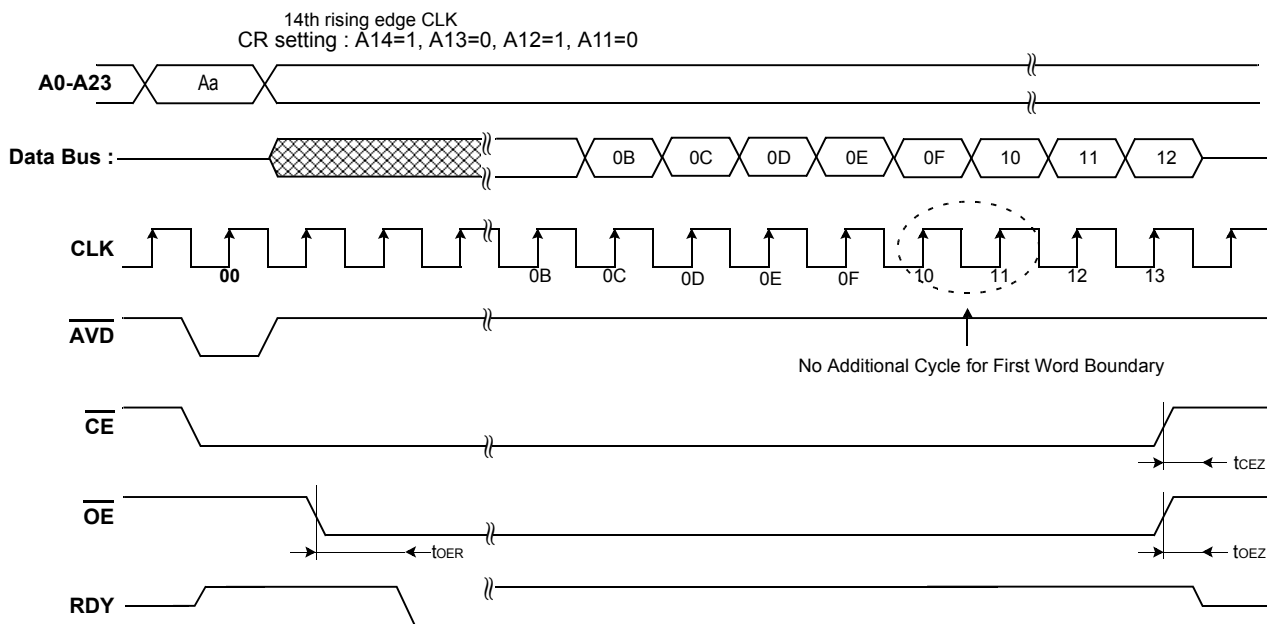 14th rising edge CLK
CR setting : A14=1, A13=0, A12=1, A11=0
A0-A23
Aa
Data Bus :
0B 0C 0D 0E 0F 10 11 12
CLK
00 0B 0C 0D 0E 0F 10 11 12 13
AVD
No Additional Cycle for First Word Boundary
CE
tCEZ
OE
tOER
tOEZ
RDY